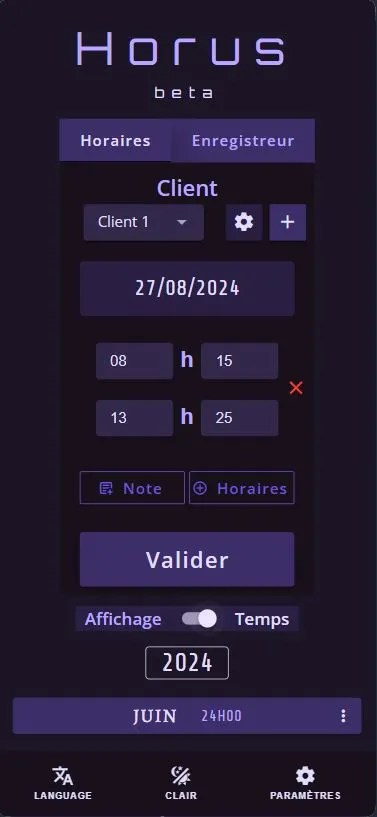 Horus
beta
Horaires Enregistreur
Client
Client 1
27/08/2024
08 h 15
13 h 25
Note Horaires
Valider
Affichage Temps
2024
JUIN 24H00
LANGUAGE CLAIR PARAMÈTRES